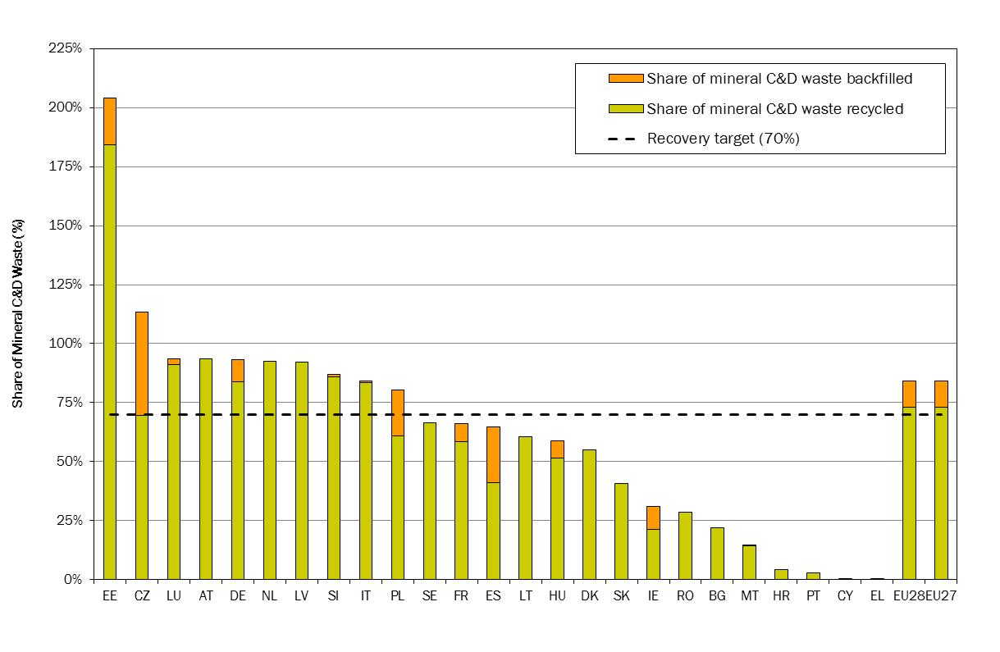 225%
200%
175%
150%
125%
100%
75%
50%
25%
0%
Share of Mineral C&D Waste (%)
Share of mineral C&D waste backfilled
Share of mineral C&D waste recycled
Recovery target (70%)
EE CZ LU AT DE NL LV SI IT PL SE FR ES LT HU DK SK IE RO BG MT HR PT CY EL EU28 EU27